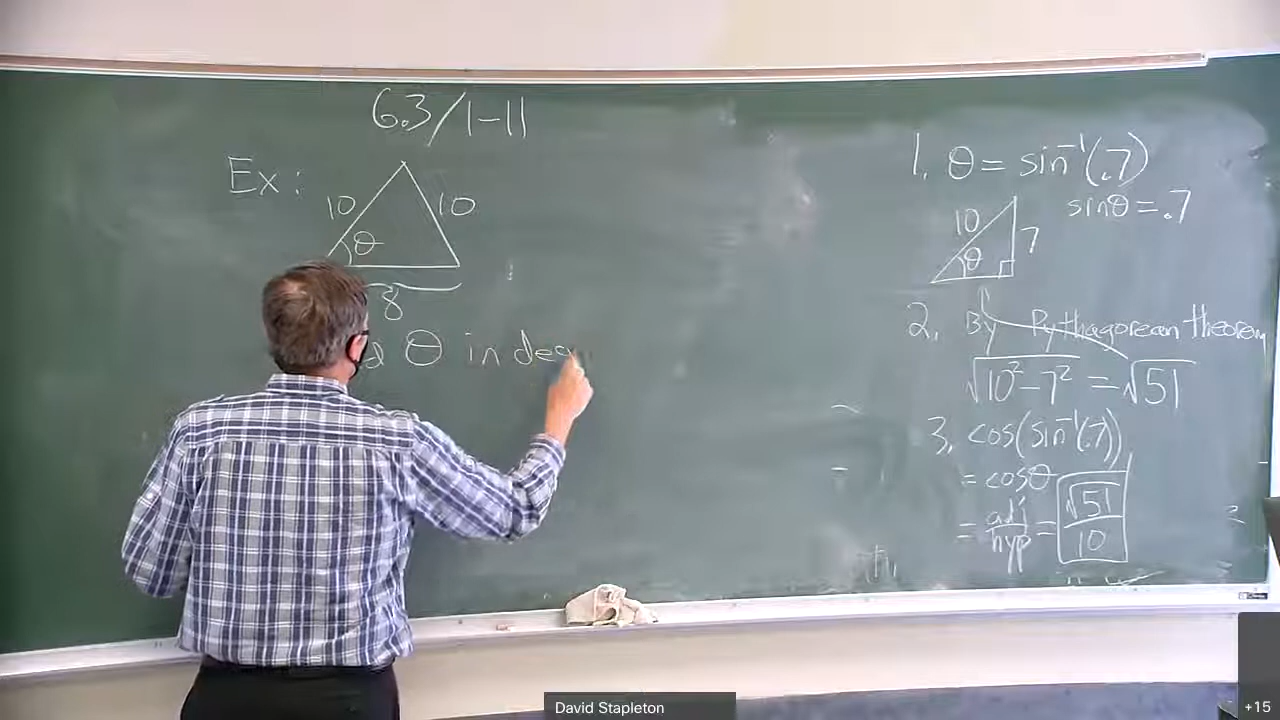 6.3/1-11
Ex:
10 10
θ
8
θ in deg
1. θ = sin⁻¹(.7)
sinθ = .7
10
7
θ
2. By Pythagorean theorem
√10²-7² = √51
3. cos(sin⁻¹(.7))
= cosθ
= adj/hyp = √51/10
David Stapleton
+15